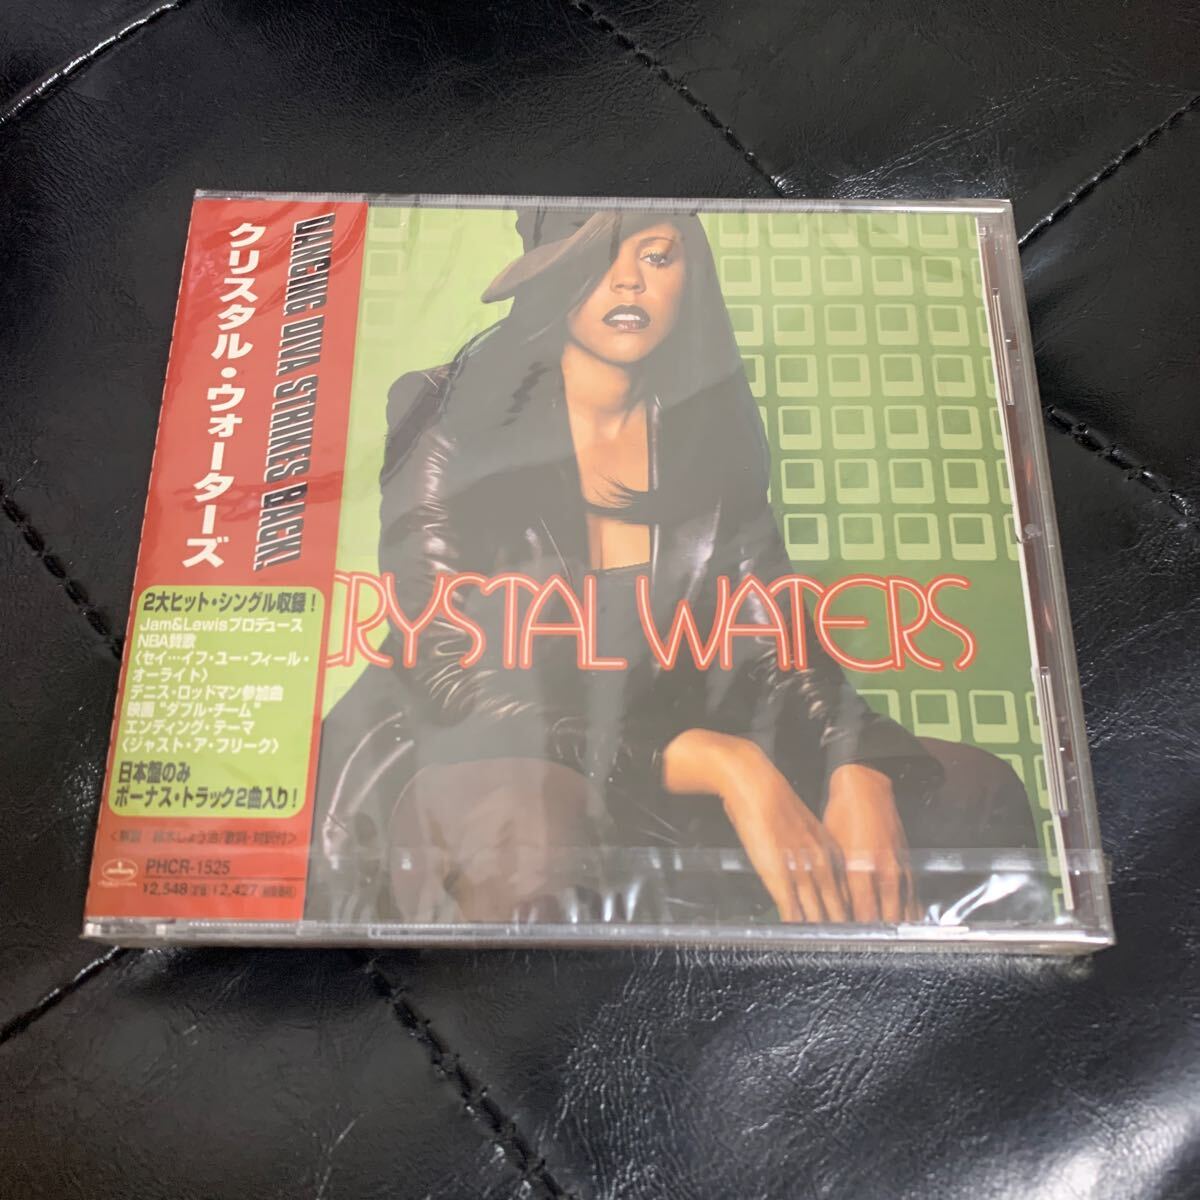 DANCING DIVA STRIKES BACK!
クリスタル・ウォーターズ
2大ヒット・シングル収録!
Jam&Lewisプロデュース
NBA賛歌
〈セイ…イフ・ユー・フィール・
オーライト〉
デニス・ロッドマン参加曲
映画“ダブル・チーム”
エンディング・テーマ
〈ジャスト・ア・フリーク〉
日本盤のみ
ボーナス・トラック2曲入り!
PHCR-1525
¥2,548 ¥2,427
CRYSTAL WATERS